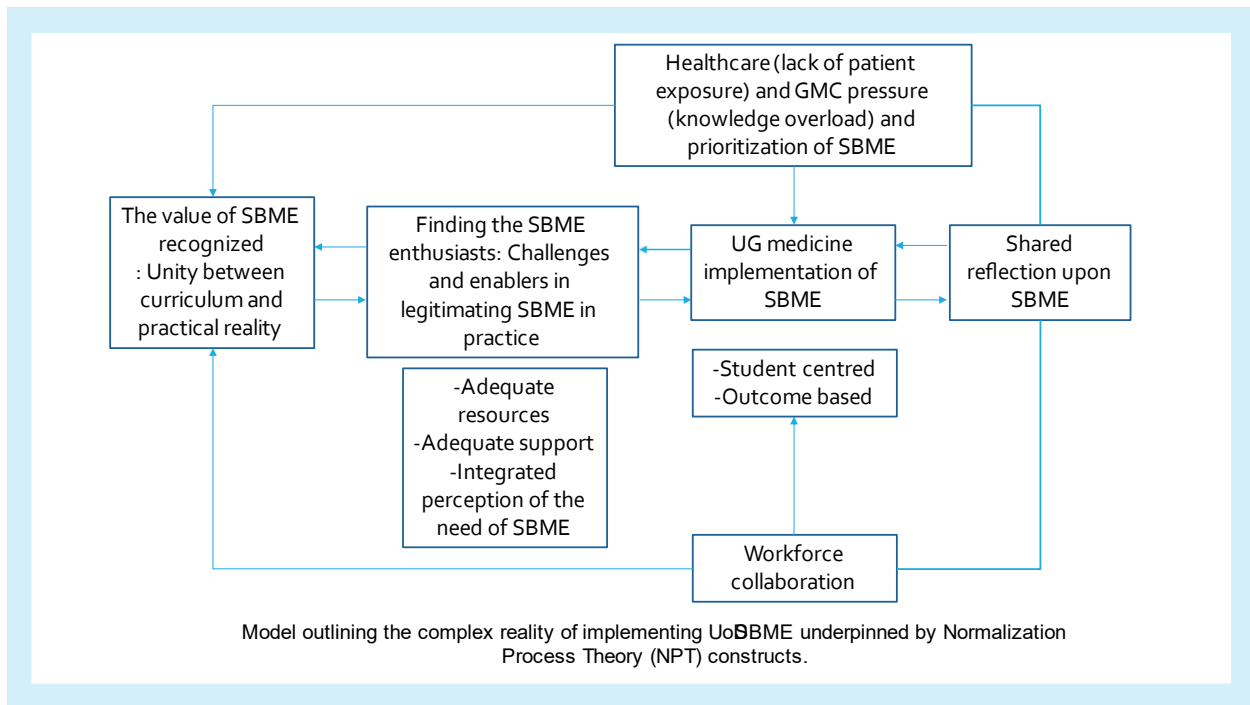 Healthcare (lack of patient
exposure) and GMC pressure
(knowledge overload) and
prioritization of SBME
The value of SBME
recognized
: Unity between
curriculum and
practical reality
Finding the SBME
enthusiasts: Challenges
and enablers in
legitimating SBME in
practice
UG medicine
implementation of
SBME
Shared
reflection upon
SBME
-Adequate
resources
-Adequate support
-Integrated
perception of the
need of SBME
-Student centred
-Outcome based
Workforce
collaboration
Model outlining the complex reality of implementing UoDSBME underpinned by Normalization
Process Theory (NPT) constructs.